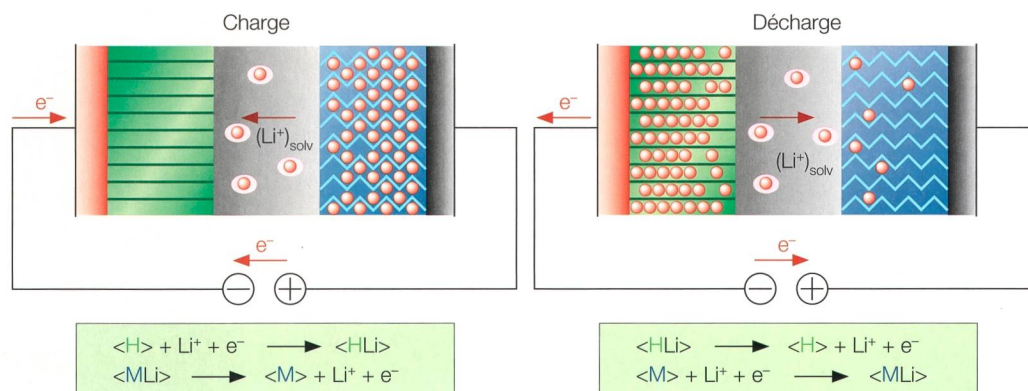 Charge
e⁻
(Li⁺)solv
e⁻
− +
<H> + Li⁺ + e⁻ ⟶ <HLi>
<MLi> ⟶ <M> + Li⁺ + e⁻
Décharge
e⁻
(Li⁺)solv
e⁻
− +
<HLi> ⟶ <H> + Li⁺ + e⁻
<M> + Li⁺ + e⁻ ⟶ <MLi>